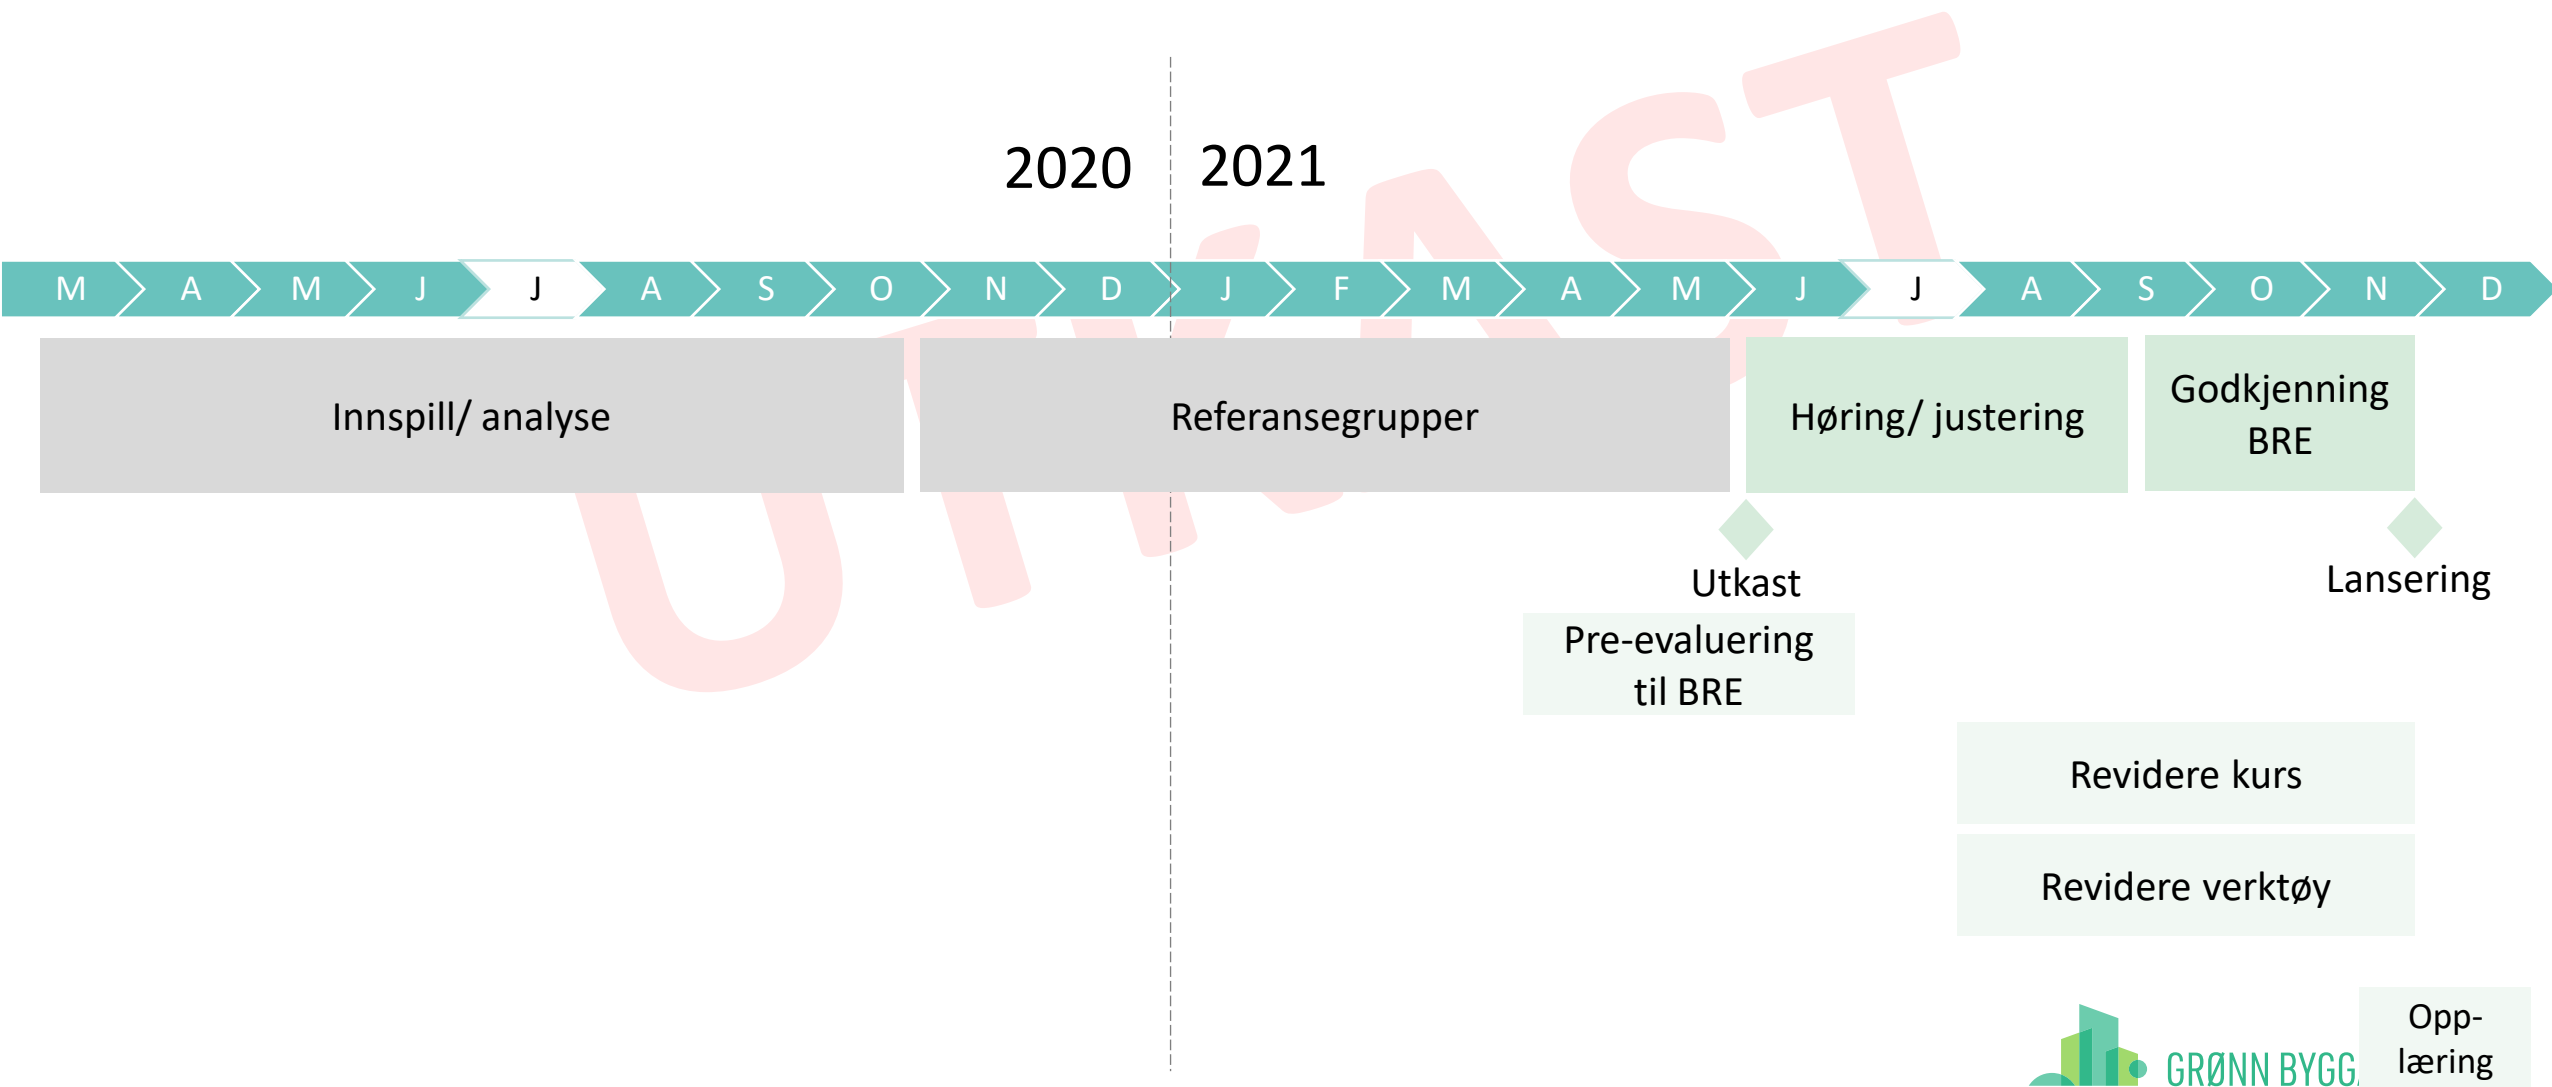 UTKAST
2020
2021
M A M J J A S O N D J F M A M J J A S O N D
Innspill/ analyse
Referansegrupper
Høring/ justering
Godkjenning
BRE
Utkast
Lansering
Pre-evaluering
til BRE
Revidere kurs
Revidere verktøy
Opp-
læring
GRØNN BYGG